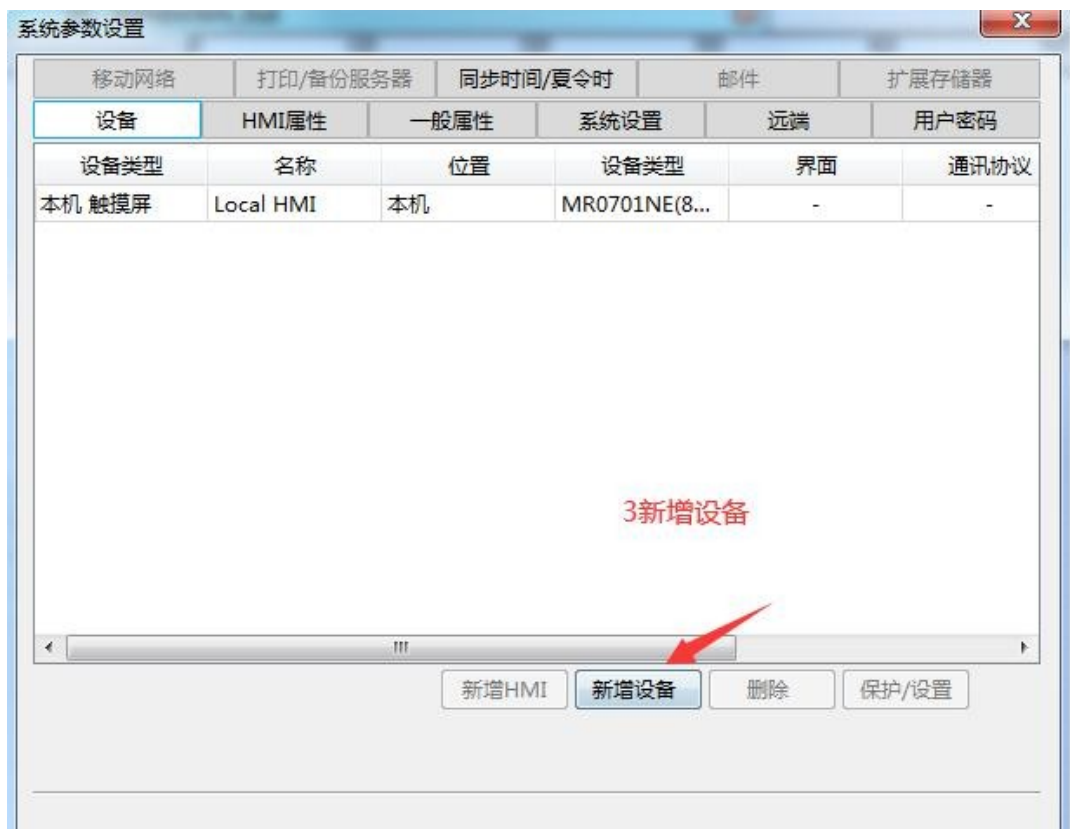 系统参数设置
移动网络 打印/备份服务器 同步时间/夏令时 邮件 扩展存储器
设备 HMI属性 一般属性 系统设置 远端 用户密码
设备类型 名称 位置 设备类型 界面 通讯协议
本机 触摸屏 Local HMI 本机 MR0701NE(8... - -
3新增设备
新增HMI 新增设备 删除 保护/设置